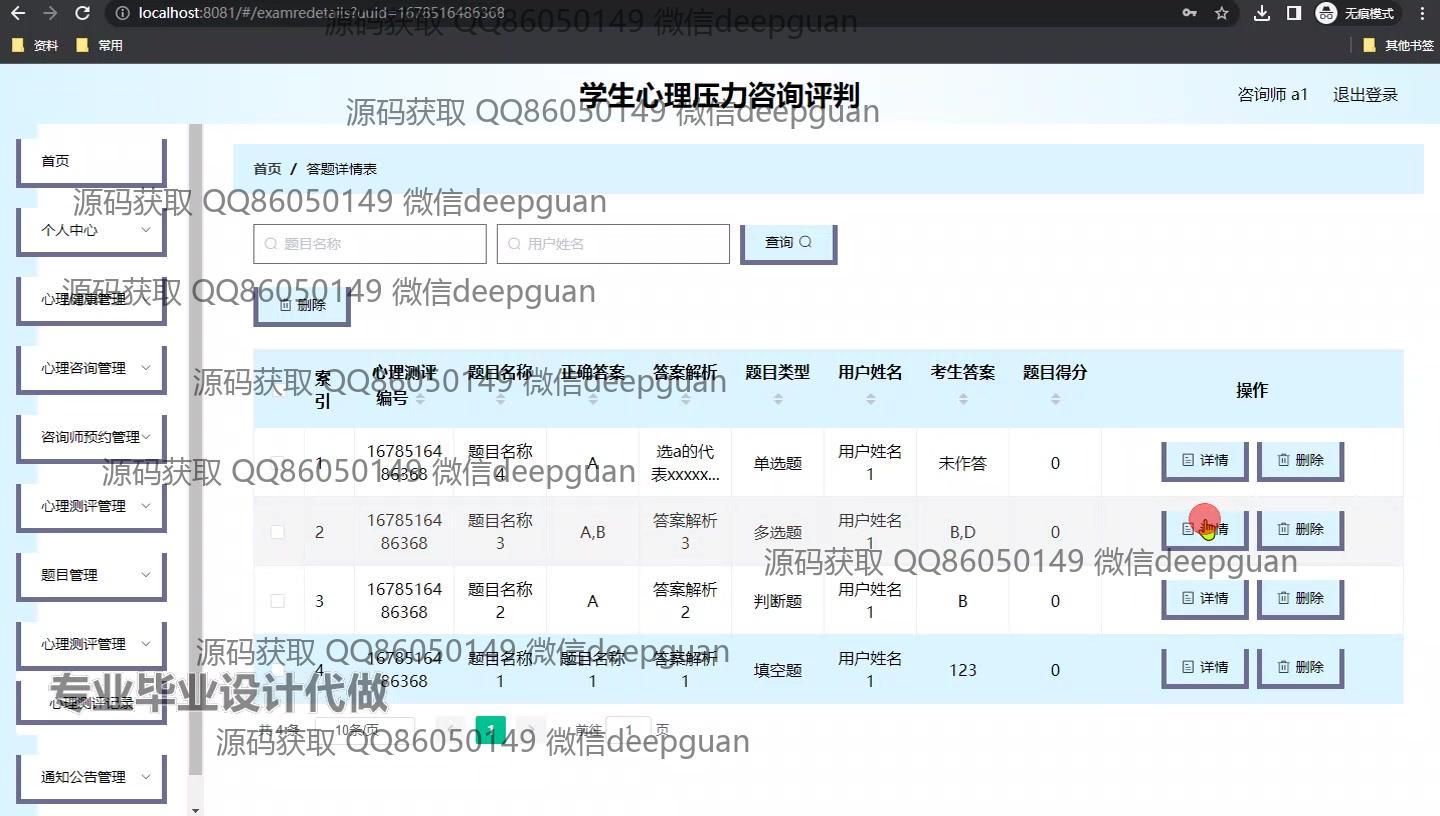 localhost:8081/#/examredetails?uuid=1678516486368
无痕模式
资料
常用
其他书签
学生心理压力咨询评判
咨询师 a1
退出登录
源码获取 QQ86050149 微信deepguan
源码获取 QQ86050149 微信deepguan
首页
个人中心
心理健康管理
心理咨询管理
咨询师预约管理
心理测评管理
题目管理
心理测评管理
心理测评记录
通知公告管理
首页 / 答题详情表
源码获取 QQ86050149 微信deepguan
题目名称
用户姓名
查询
源码获取 QQ86050149 微信deepguan
删除
索引
心理测评编号
题目名称
正确答案
答案解析
题目类型
用户姓名
考生答案
题目得分
操作
源码获取 QQ86050149 微信deepguan
1
16785164
86368
题目名称
4
A
选a的代
表xxxxx...
单选题
用户姓名
1
未作答
0
详情
删除
源码获取 QQ86050149 微信deepguan
2
16785164
86368
题目名称
3
A,B
答案解析
3
多选题
用户姓名
1
B,D
0
详情
删除
源码获取 QQ86050149 微信deepguan
3
16785164
86368
题目名称
2
A
答案解析
2
判断题
用户姓名
1
B
0
详情
删除
源码获取 QQ86050149 微信deepguan
4
16785164
86368
题目名称
1
题目名称
1
答案解析
1
填空题
用户姓名
1
123
0
详情
删除
专业毕业设计代做
共 4 条
10条/页
1
前往
1
页
源码获取 QQ86050149 微信deepguan